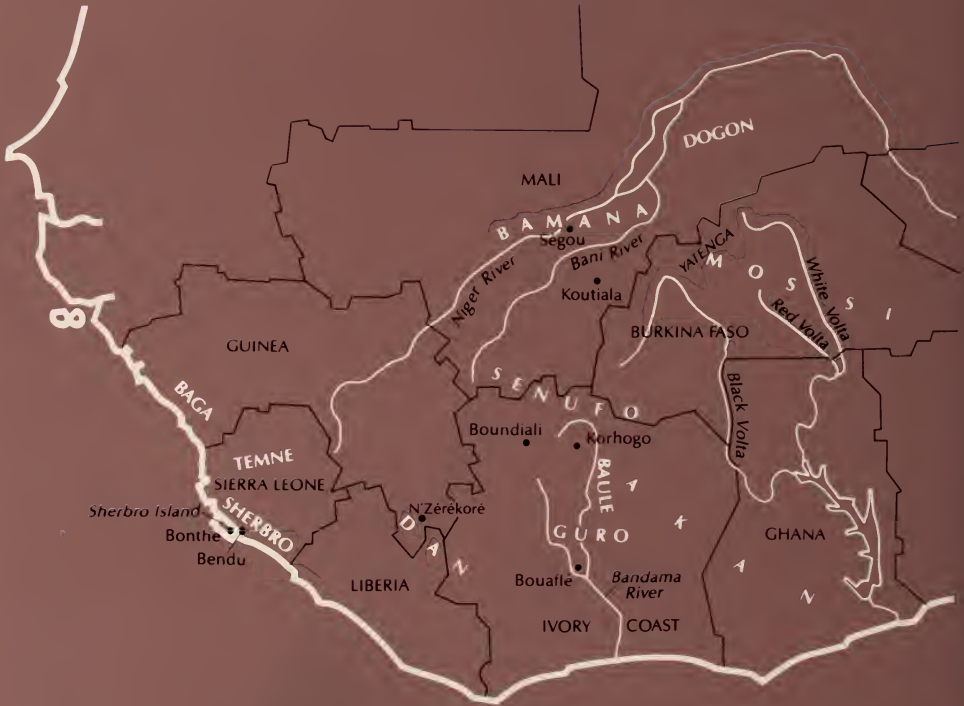 DOGON
MALI
BAMANA
Ségou
Bani River
Niger River
Koutiala
YATENGA
MOSSI
White Volta
Red Volta
BURKINA FASO
GUINEA
BAGA
SENUFO
Black Volta
Boundiali
Korhogo
TEMNE
SIERRA LEONE
BAULE
AKAN
Sherbro Island
SHERBRO
N'Zérékoré
DAN
Bonthe
GURO
GHANA
Bendu
LIBERIA
Bouaflé
Bandama
River
IVORY COAST